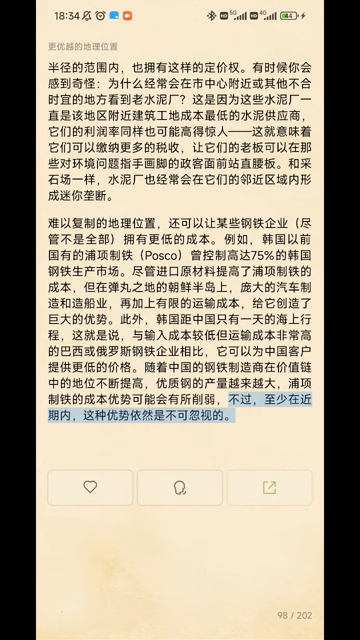 18:34
5G
4G
44
更优越的地理位置
半径的范围内，也拥有这样的定价权。有时候你会
感到奇怪：为什么经常会在市中心附近或其他不合
时宜的地方看到老水泥厂？这是因为这些水泥厂一
直是该地区附近建筑工地成本最低的水泥供应商，
它们的利润率同样也可能高得惊人——这就意味着
它们可以缴纳更多的税收，让它们的老板可以在那
些对环境问题指手画脚的政客面前站直腰板。和采
石场一样，水泥厂也经常会在它们的邻近区域内形
成迷你垄断。
难以复制的地理位置，还可以让某些钢铁企业（尽
管不是全部）拥有更低的成本。例如，韩国以前
国有的浦项制铁（Posco）曾控制高达75%的韩国
钢铁生产市场。尽管进口原材料提高了浦项制铁的
成本，但在弹丸之地的朝鲜半岛上，庞大的汽车制
造和造船业，再加上有限的运输成本，给它创造了
巨大的优势。此外，韩国距中国只有一天的海上行
程，这就是说，与输入成本较低但运输成本非常高
的巴西或俄罗斯钢铁企业相比，它可以为中国客户
提供更低的价格。随着中国的钢铁制造商在价值链
中的地位不断提高，优质钢的产量越来越大，浦项
制铁的成本优势可能会有所削弱，不过，至少在近
期内，这种优势依然是不可忽视的。
98 / 202